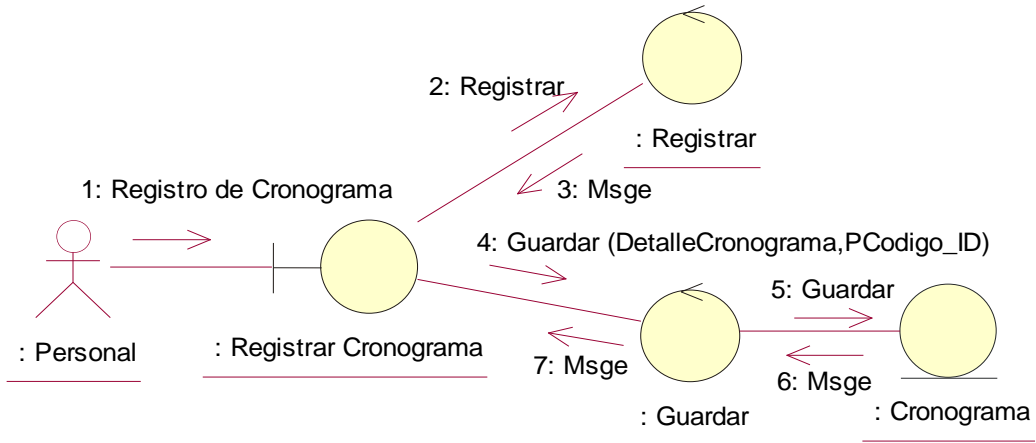 2: Registrar
: Registrar
3: Msge
1: Registro de Cronograma
4: Guardar (DetalleCronograma,PCodigo_ID)
5: Guardar
: Personal
: Registrar Cronograma
7: Msge
6: Msge
: Guardar
: Cronograma